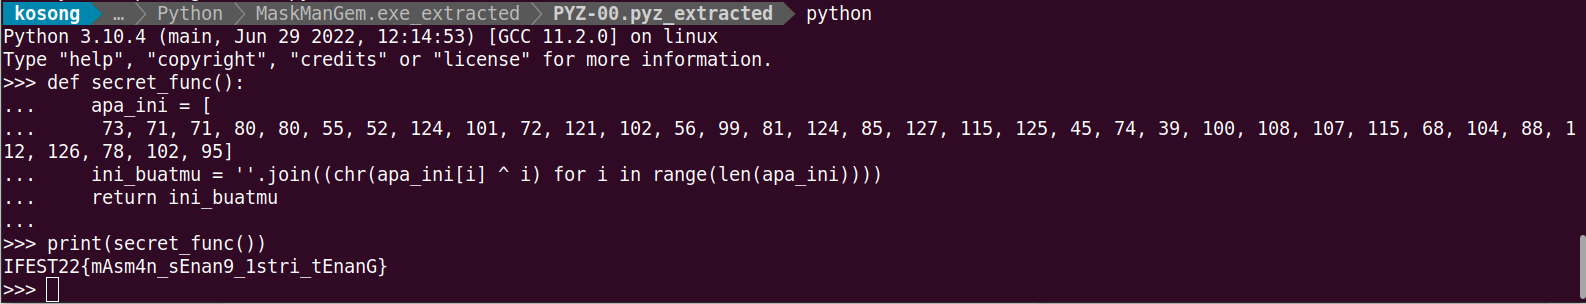 kosong … Python MaskManGem.exe_extracted PYZ-00.pyz_extracted python
Python 3.10.4 (main, Jun 29 2022, 12:14:53) [GCC 11.2.0] on linux
Type "help", "copyright", "credits" or "license" for more information.
>>> def secret_func():
...     apa_ini = [
...      73, 71, 71, 80, 80, 55, 52, 124, 101, 72, 121, 102, 56, 99, 81, 124, 85, 127, 115, 125, 45, 74, 39, 100, 108, 107, 115, 68, 104, 88, 1
12, 126, 78, 102, 95]
...     ini_buatmu = ''.join((chr(apa_ini[i] ^ i) for i in range(len(apa_ini))))
...     return ini_buatmu
...
>>> print(secret_func())
IFEST22{mAsm4n_sEnan9_1stri_tEnanG}
>>>